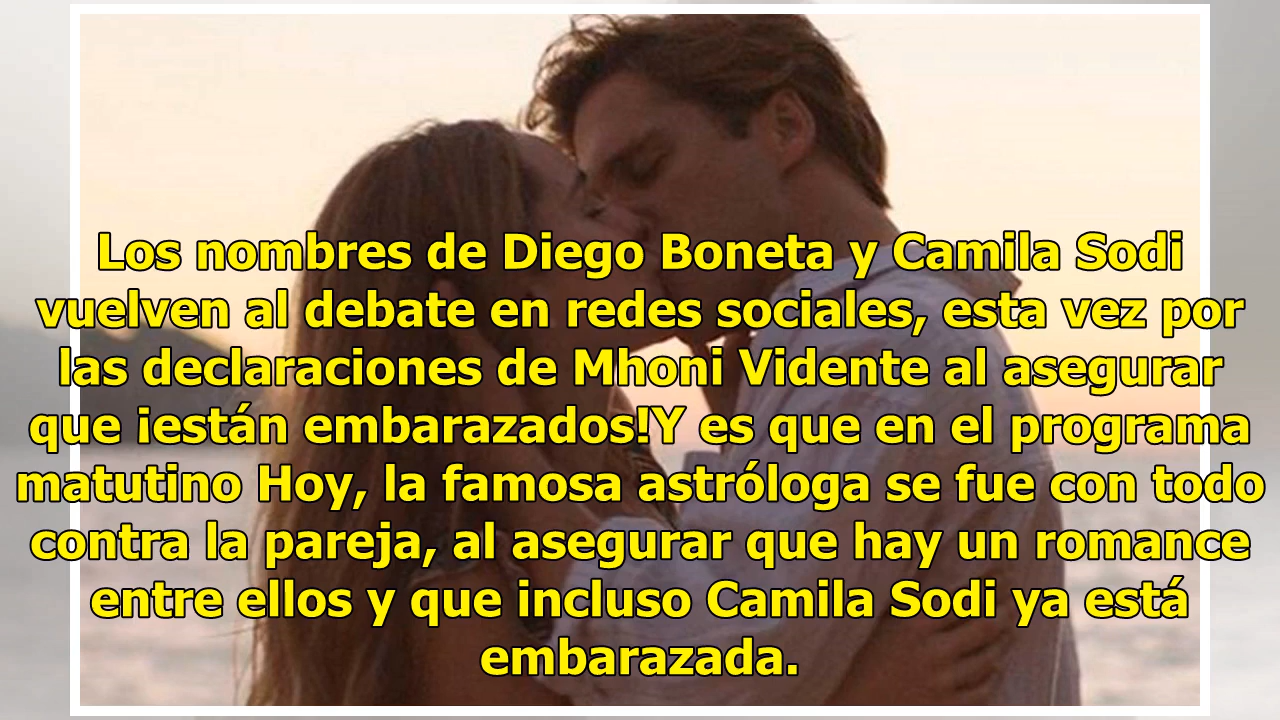 Los nombres de Diego Boneta y Camila Sodi
vuelven al debate en redes sociales, esta vez por
las declaraciones de Mhoni Vidente al asegurar
que iestán embarazados!Y es que en el programa
matutino Hoy, la famosa astróloga se fue con todo
contra la pareja, al asegurar que hay un romance
entre ellos y que incluso Camila Sodi ya está
embarazada.